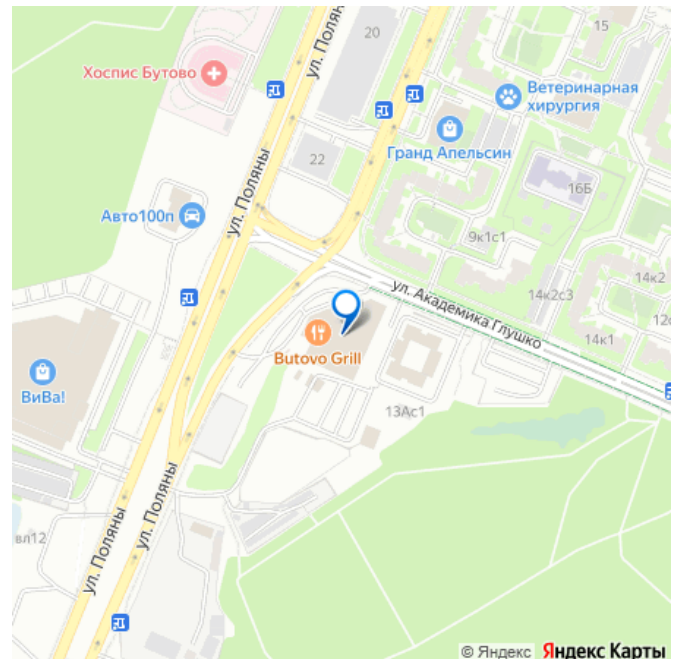 ул. Поляны
20
15
Хоспис Бутово
Ветеринарная
хирургия
Гранд Апельсин
22
16Б
Авто100п
ул. Поляны
9к1с1
ул. Академика Глушко
14к2с3
14к2
12с
14к1
Butovo Grill
ВиВа!
13Ас1
ул. Поляны
ул. Поляны
вл12
© Яндекс Яндекс Карты